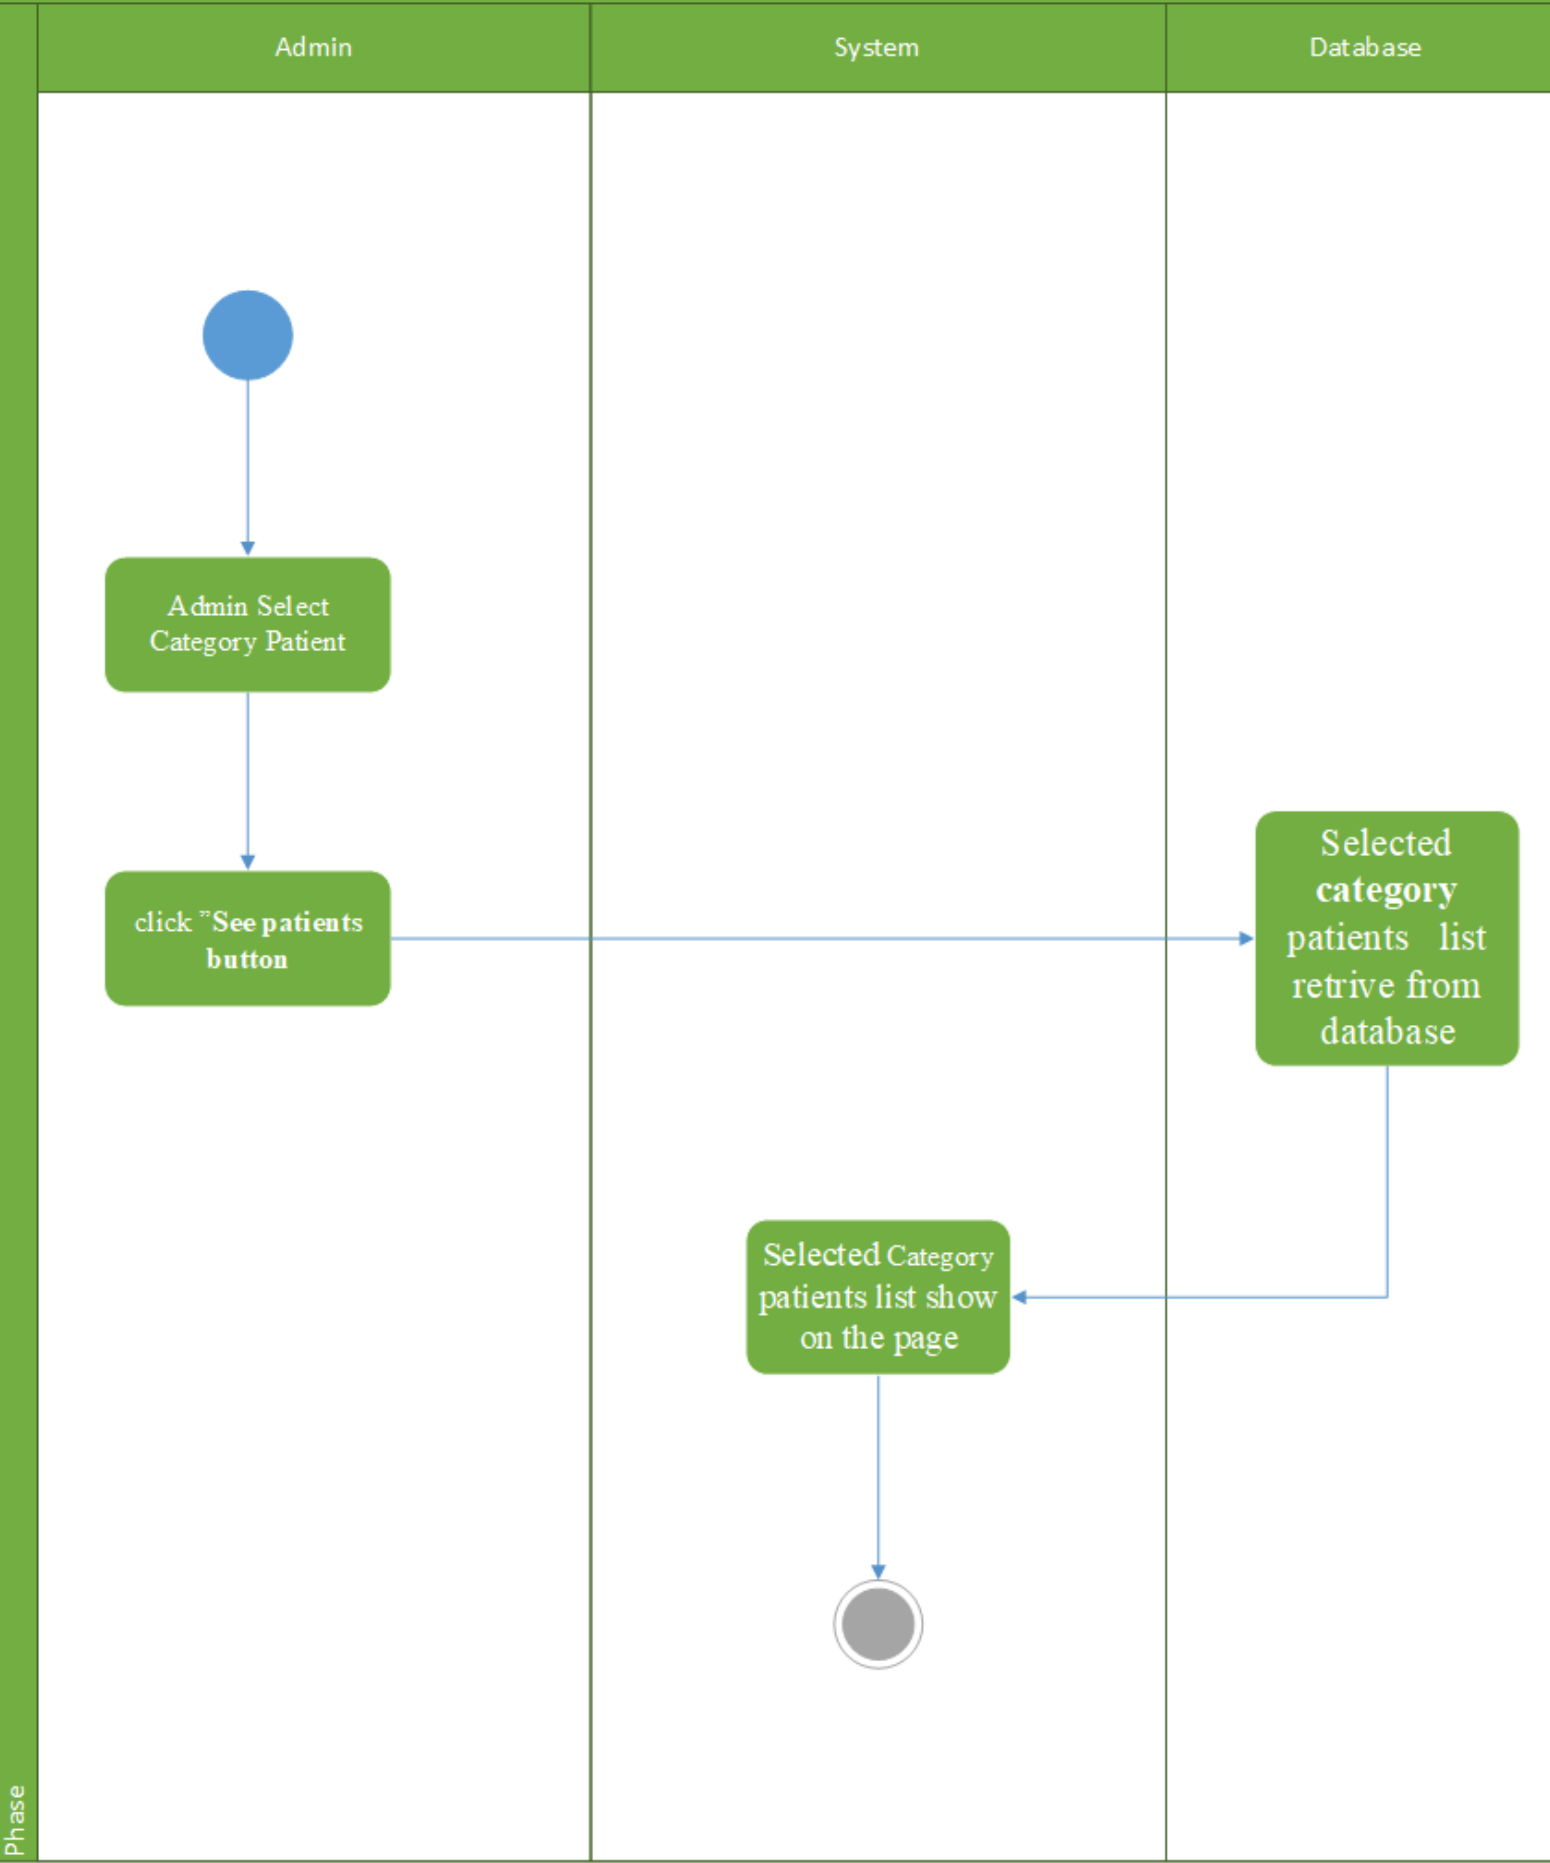 Admin
System
Database
Admin Select
Category Patient
click ”See patients
button
Selected
category
patients list
retrive from
database
Selected Category
patients list show
on the page
Phase